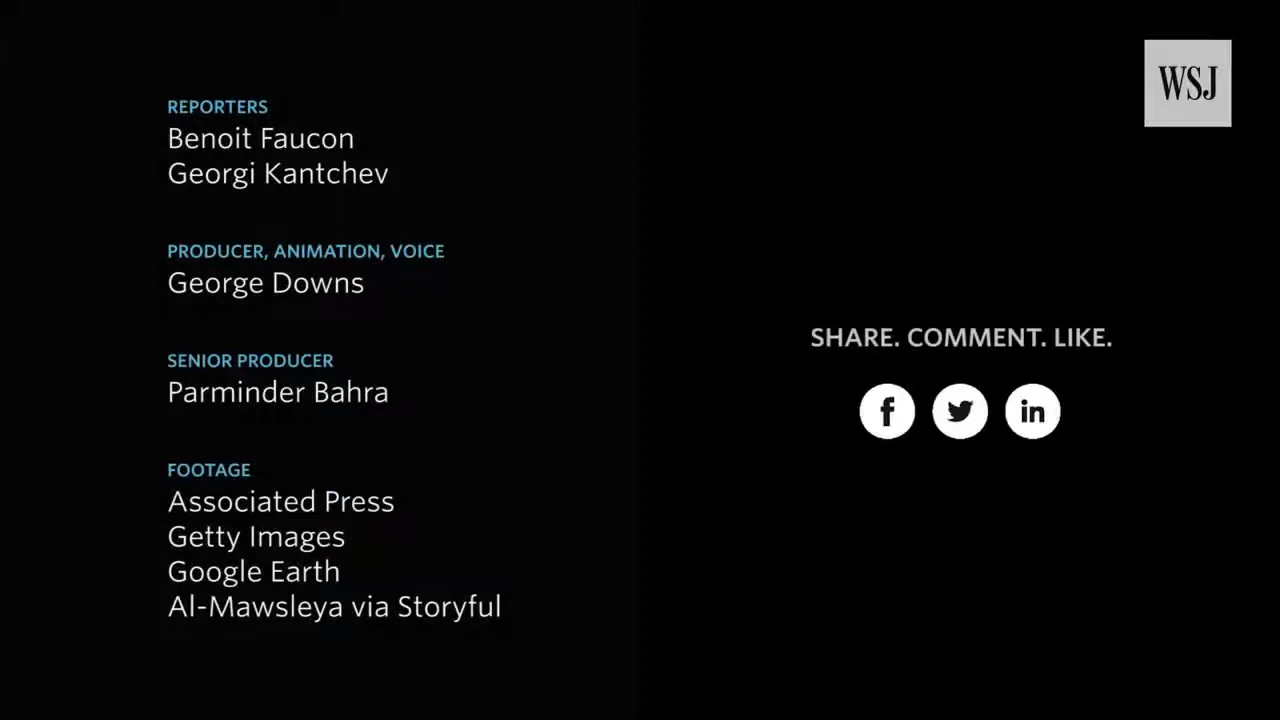 WSJ
REPORTERS
Benoit Faucon
Georgi Kantchev
PRODUCER, ANIMATION, VOICE
George Downs
SENIOR PRODUCER
Parminder Bahra
FOOTAGE
Associated Press
Getty Images
Google Earth
Al-Mawsleya via Storyful
SHARE. COMMENT. LIKE.
f
in